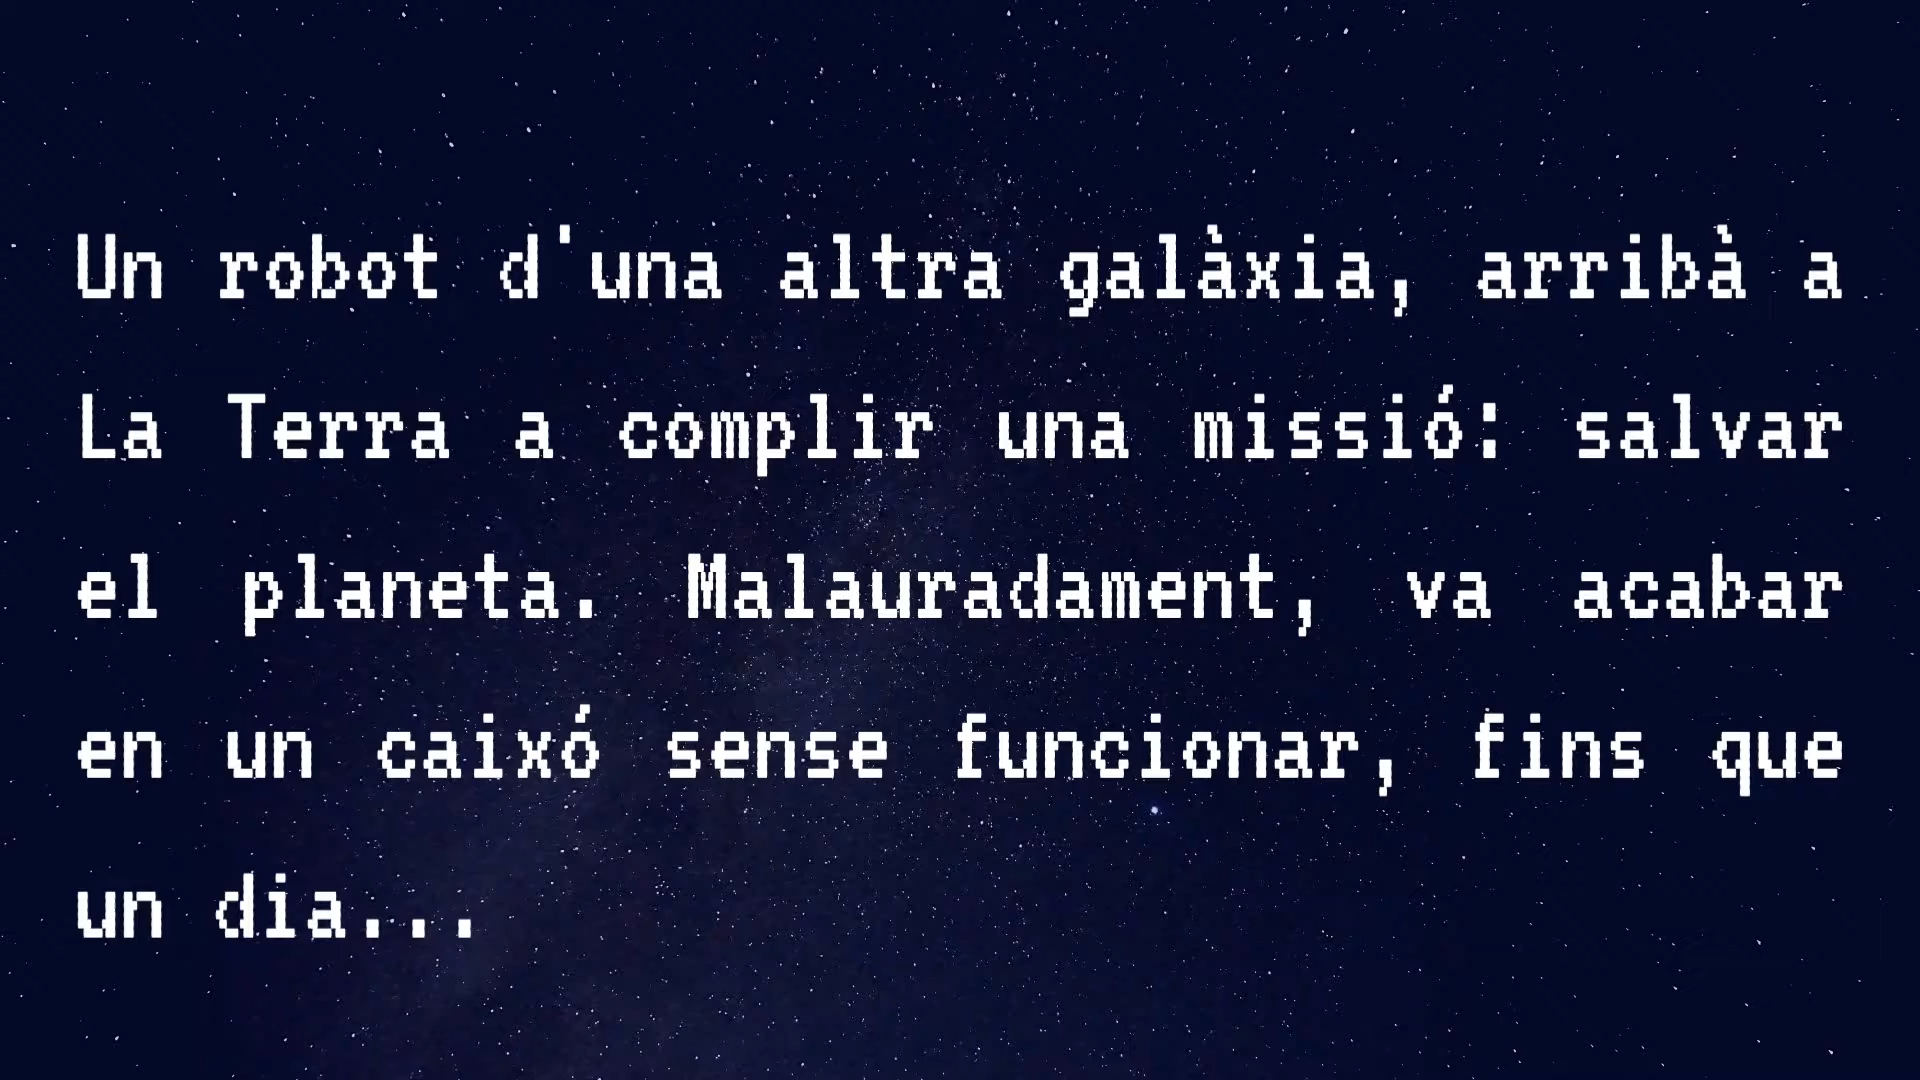 Un robot d'una altra galàxia, arribà a
La Terra a complir una missió: salvar
el planeta. Malauradament, va acabar
en un caixó sense funcionar, fins que
un dia...